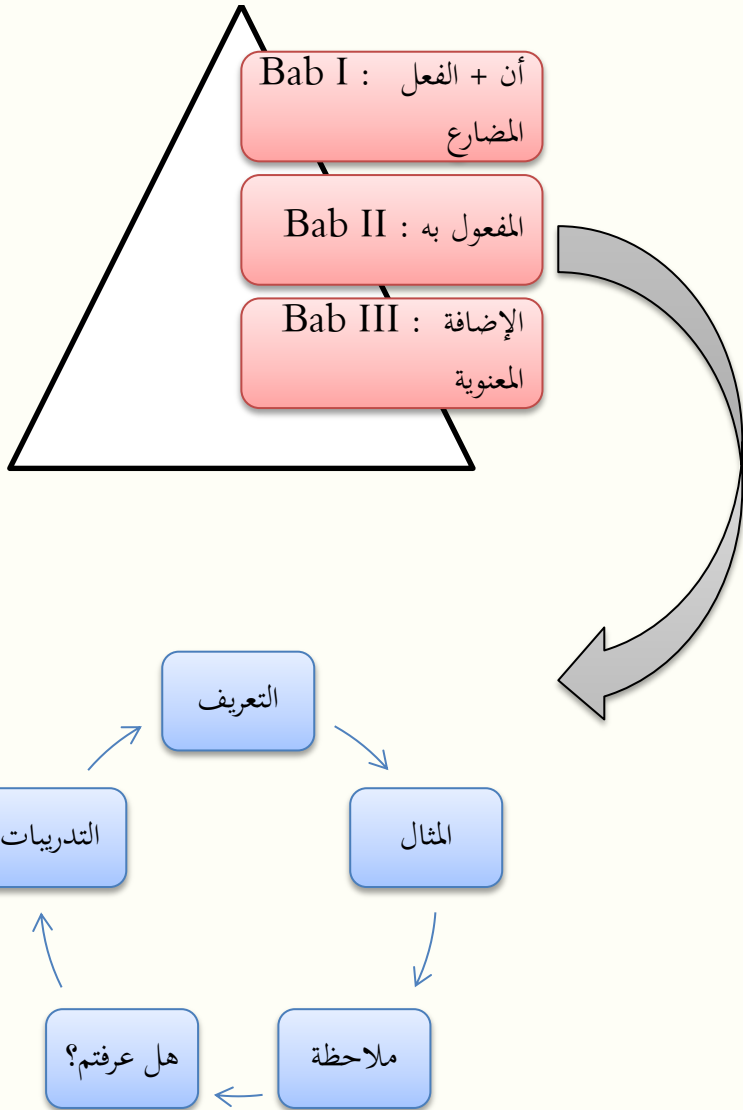 Bab I : أن + الفعل
المضارع
Bab II : المفعول به
Bab III : الإضافة
المعنوية
التعريف
المثال
ملاحظة
هل عرفتم؟
التدريبات